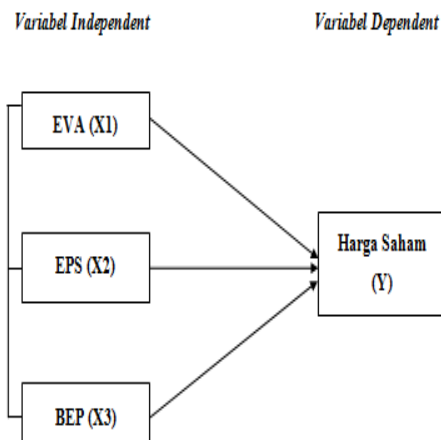 Variabel Independent
Variabel Dependent
EVA (X1)
EPS (X2)
Harga Saham
(Y)
BEP (X3)